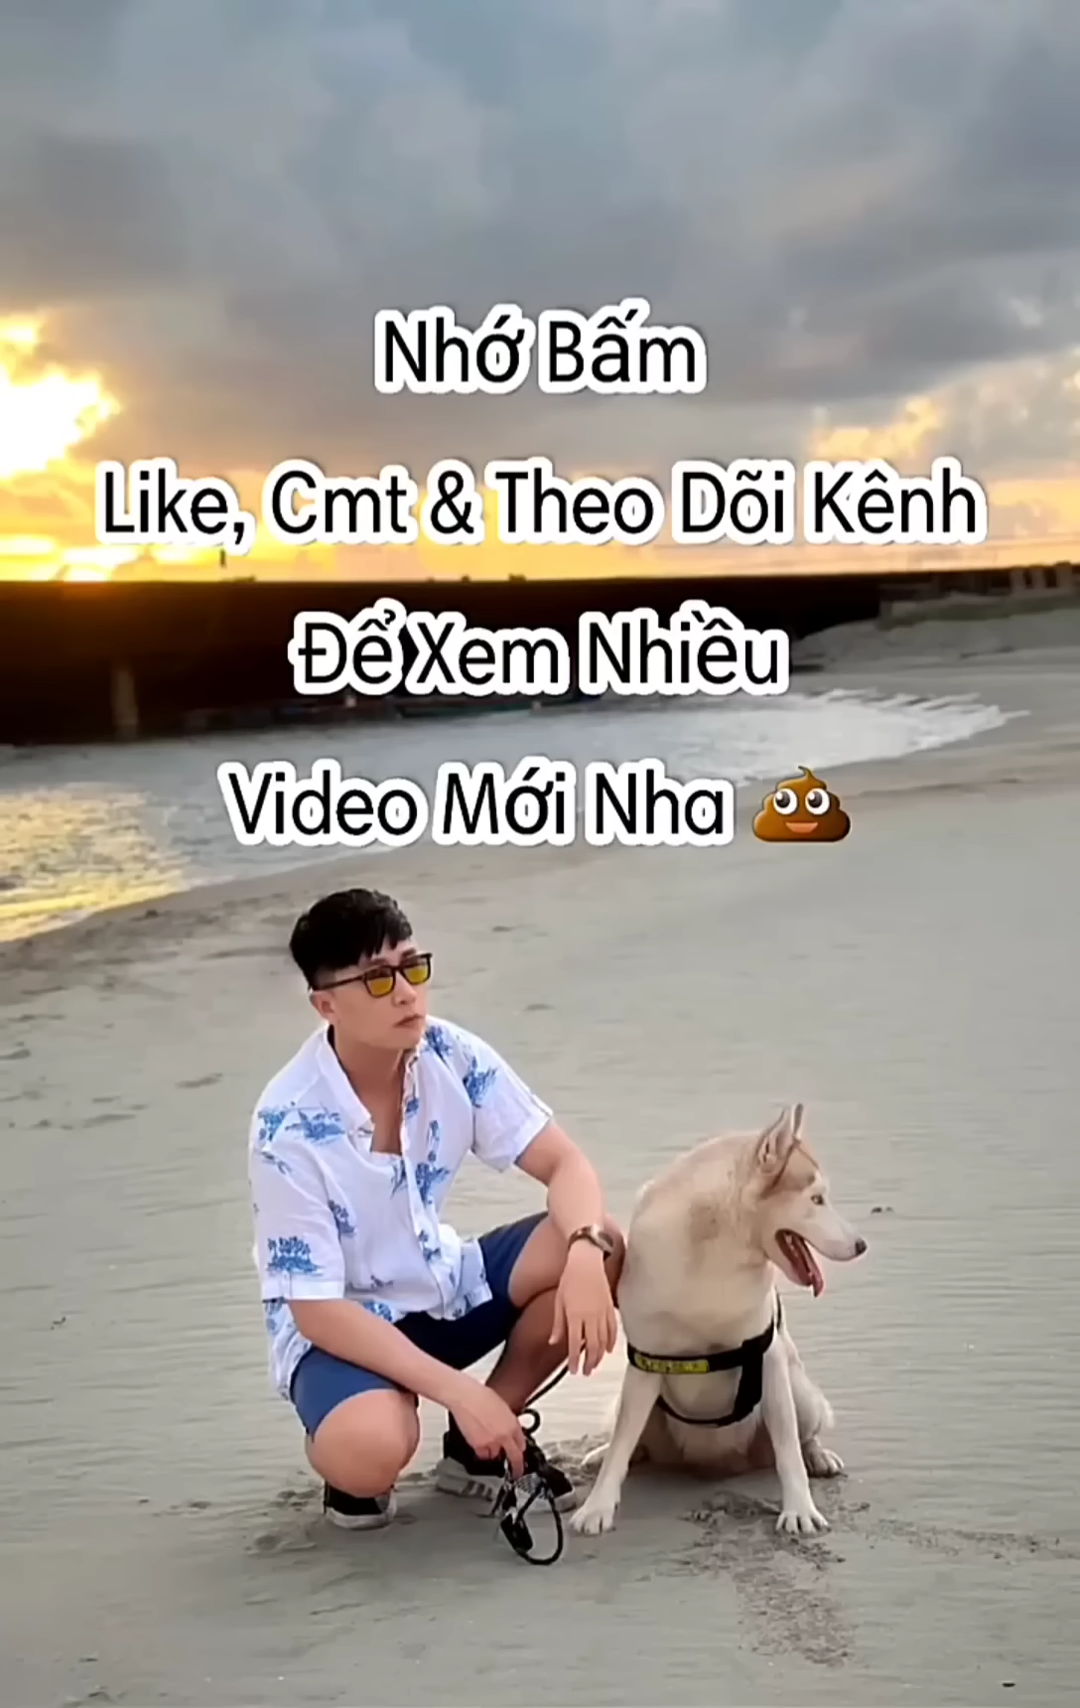 Nhớ Bấm
Like, Cmt & Theo Dõi Kênh
Để Xem Nhiều
Video Mới Nha 💩